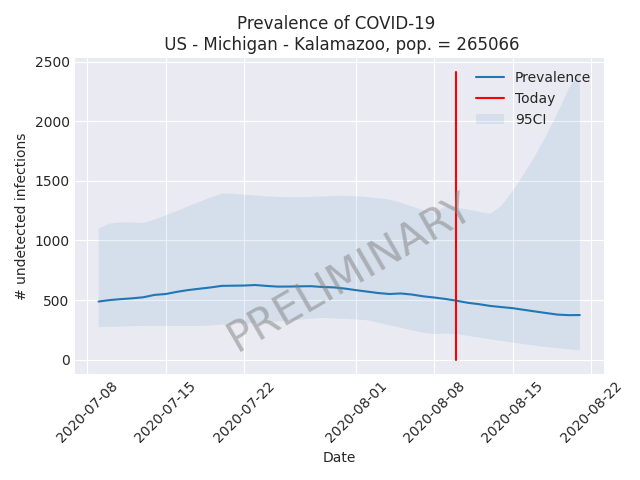 Prevalence of COVID-19
US - Michigan - Kalamazoo, pop. = 265066
2500
2000
1500
1000
500
0
# undetected infections
Prevalence
Today
95CI
PRELIMINARY
2020-07-08
2020-07-15
2020-07-22
2020-08-01
2020-08-08
2020-08-15
2020-08-22
Date